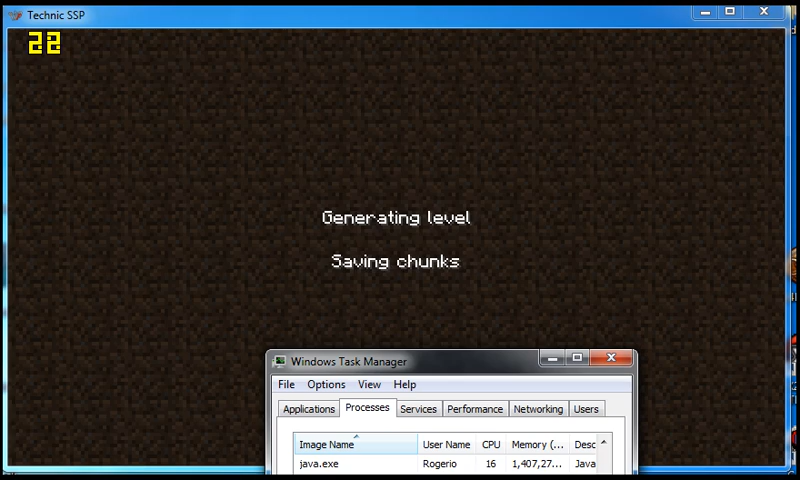 Technic SSP
22
Generating level
Saving chunks
Windows Task Manager
File Options View Help
Applications Processes Services Performance Networking Users
Image Name User Name CPU Memory (... Desc
java.exe Rogerio 16 1,407,27... Java